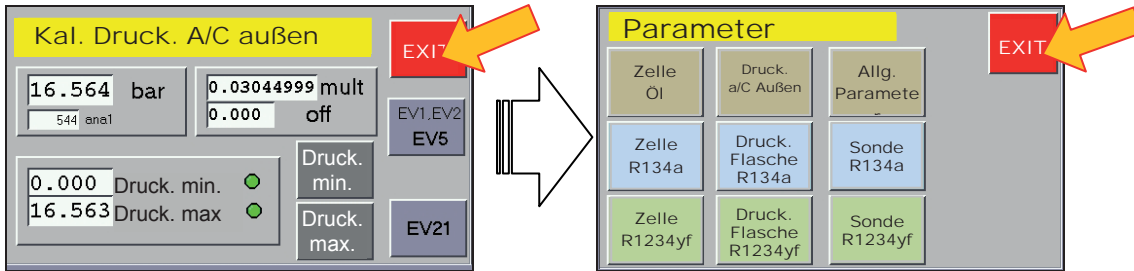 Kal. Druck. A/C außen
EXIT
16.564 bar
544 anal
0.03044999 mult
0.000 off
EV1,EV2
EV5
0.000 Druck. min.
16.563 Druck. max
Druck.
min.
Druck.
max.
EV21
Parameter
EXIT
Zelle
Öl
Druck.
a/C Außen
Allg.
Paramete
Zelle
R134a
Druck.
Flasche
R134a
Sonde
R134a
Zelle
R1234yf
Druck.
Flasche
R1234yf
Sonde
R1234yf